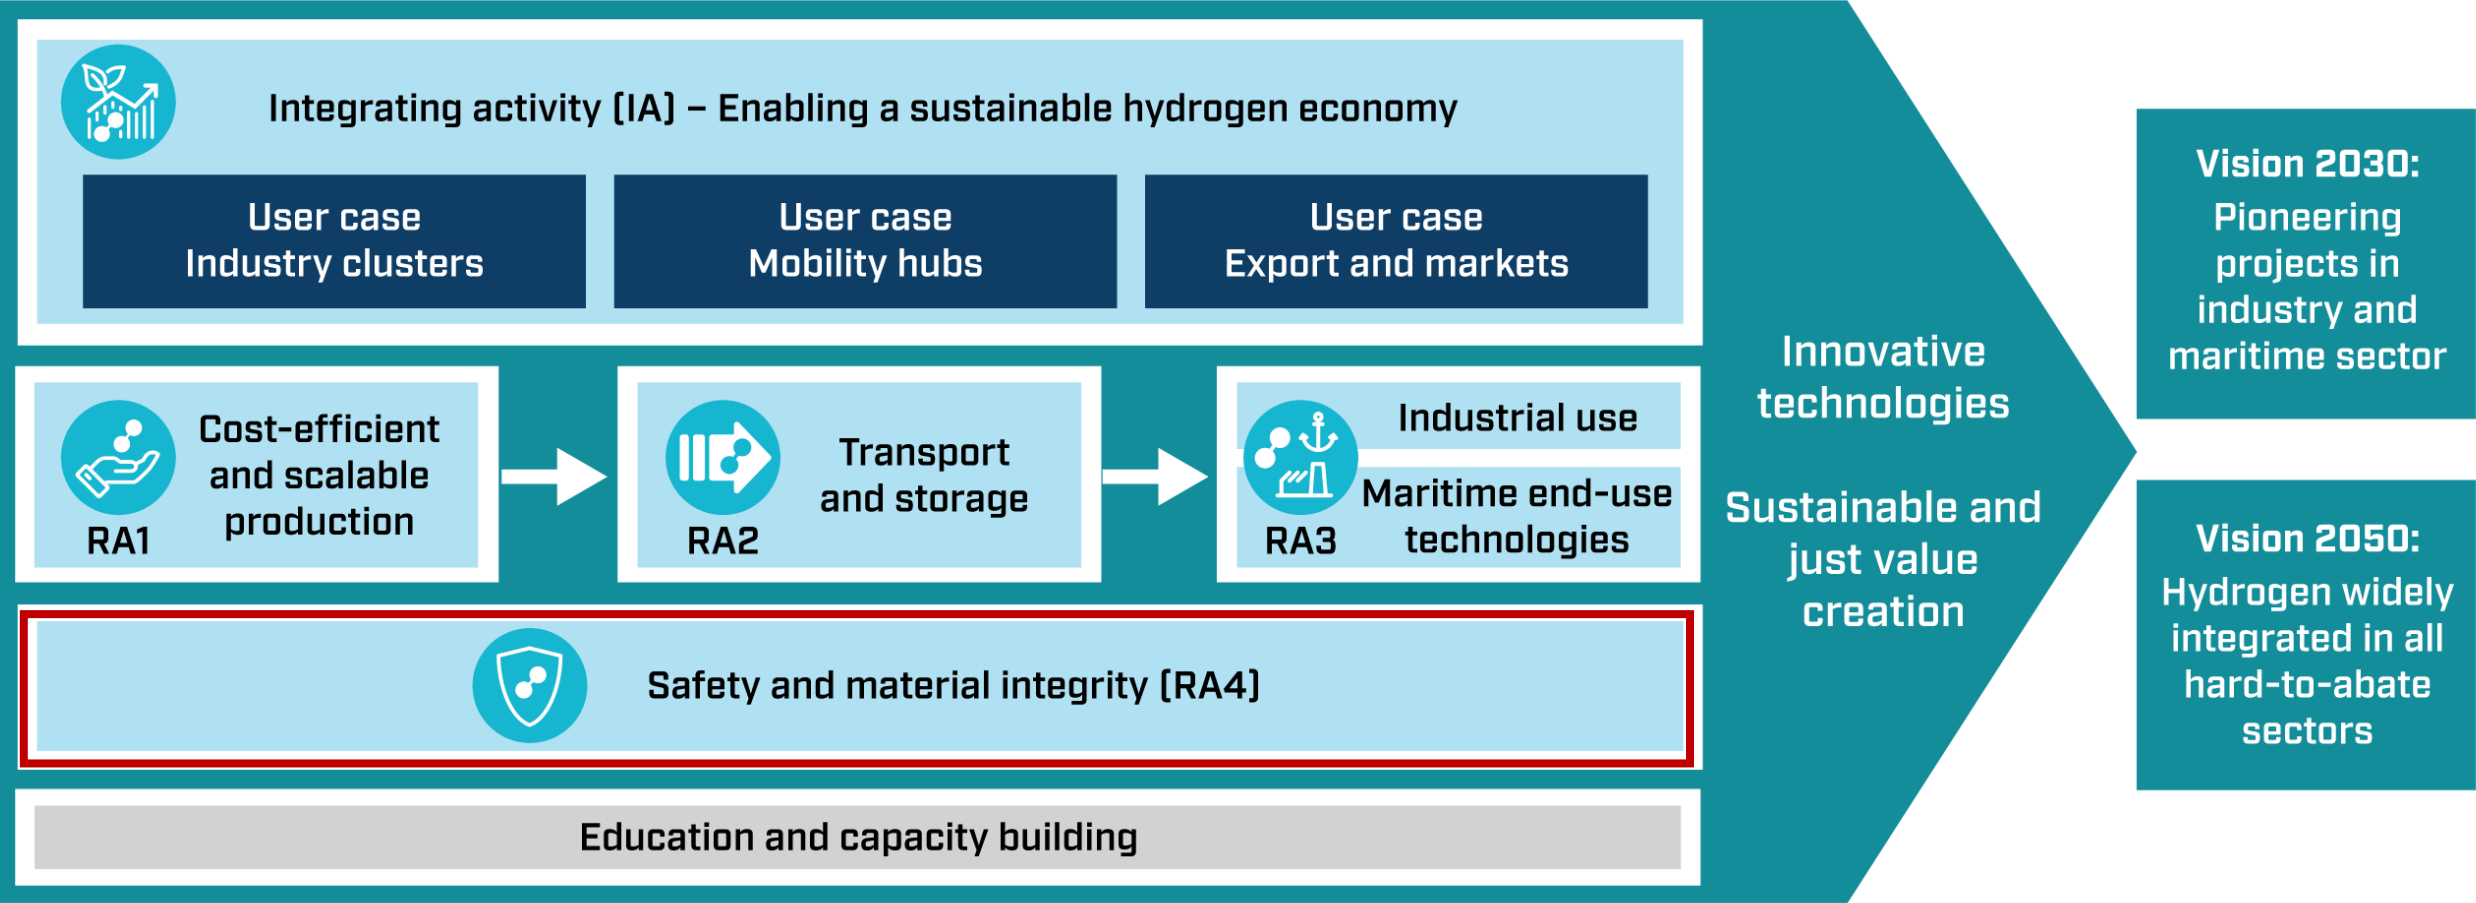 Integrating activity (IA) – Enabling a sustainable hydrogen economy
User case
Industry clusters
User case
Mobility hubs
User case
Export and markets
Cost-efficient
and scalable
production
RA1
Transport
and storage
RA2
Industrial use
Maritime end-use
technologies
RA3
Safety and material integrity (RA4)
Education and capacity building
Innovative
technologies
Sustainable and
just value
creation
Vision 2030:
Pioneering
projects in
industry and
maritime sector
Vision 2050:
Hydrogen widely
integrated in all
hard-to-abate
sectors